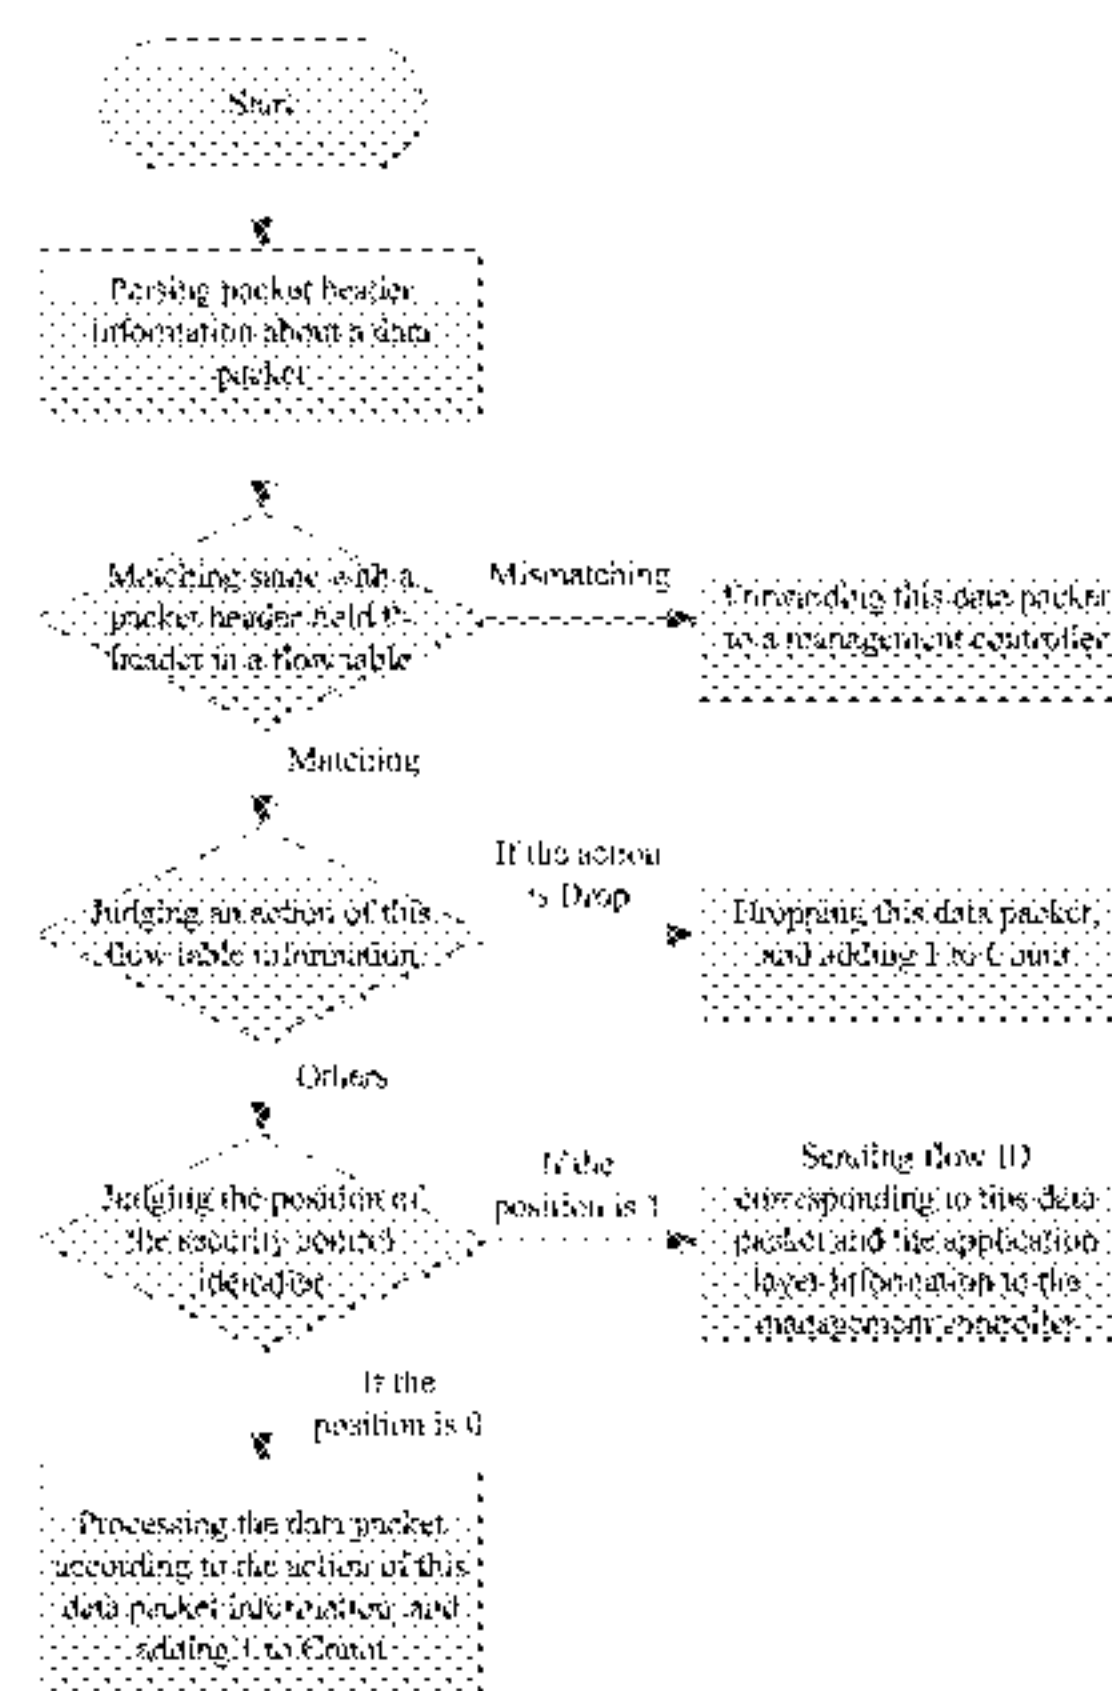 Start
Parsing packet header
information about a data
packet
Matching same with a
packet header field
header in a flow table
Mismatching
Forwarding this data packet
to a management controller
Matching
Judging an action of this
flow table information
If the action
is Drop
Dropping this data packet,
and adding 1 to Count
Others
Judging the position of
the security control
identifier
If the
position is 1
Sending flow ID
corresponding to this data
packet and the application
layer information to the
management controller
If the
position is 0
Processing the data packet
according to the action of this
data packet information, and
adding 1 to Count